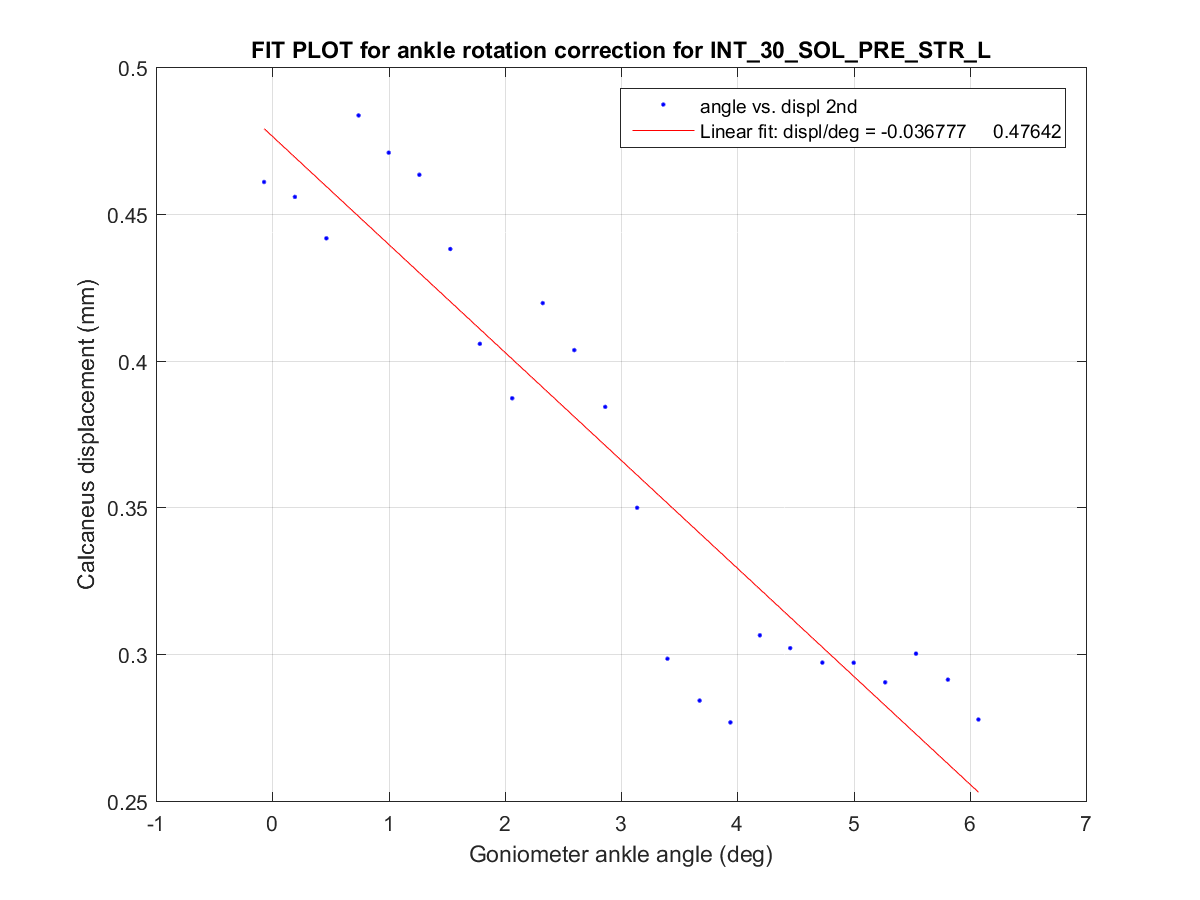 FIT PLOT for ankle rotation correction for INT_30_SOL_PRE_STR_L
angle vs. displ 2nd
Linear fit: displ/deg = -0.036777 0.47642
0.5
0.45
0.4
0.35
0.3
0.25
Calcaneus displacement (mm)
-1 0 1 2 3 4 5 6 7
Goniometer ankle angle (deg)